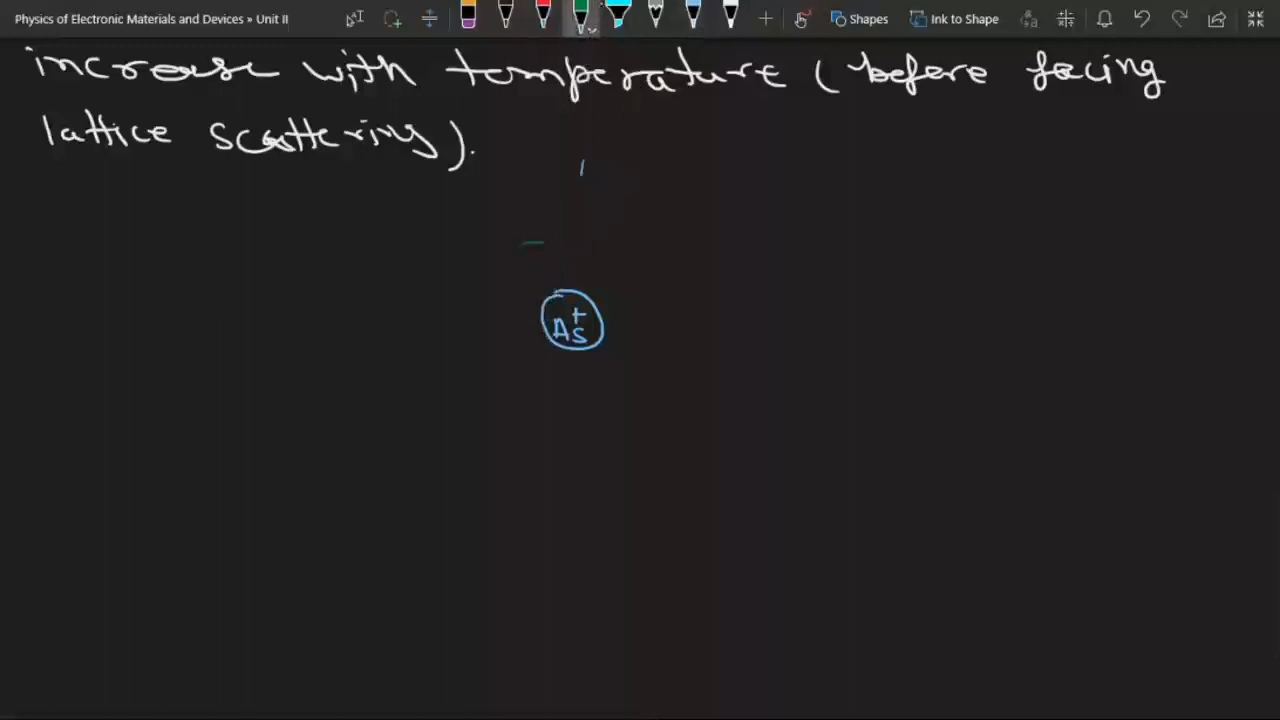 Physics of Electronic Materials and Devices » Unit II
Shapes
Ink to Shape
increase with temperature (before facing
lattice scattering).
As+